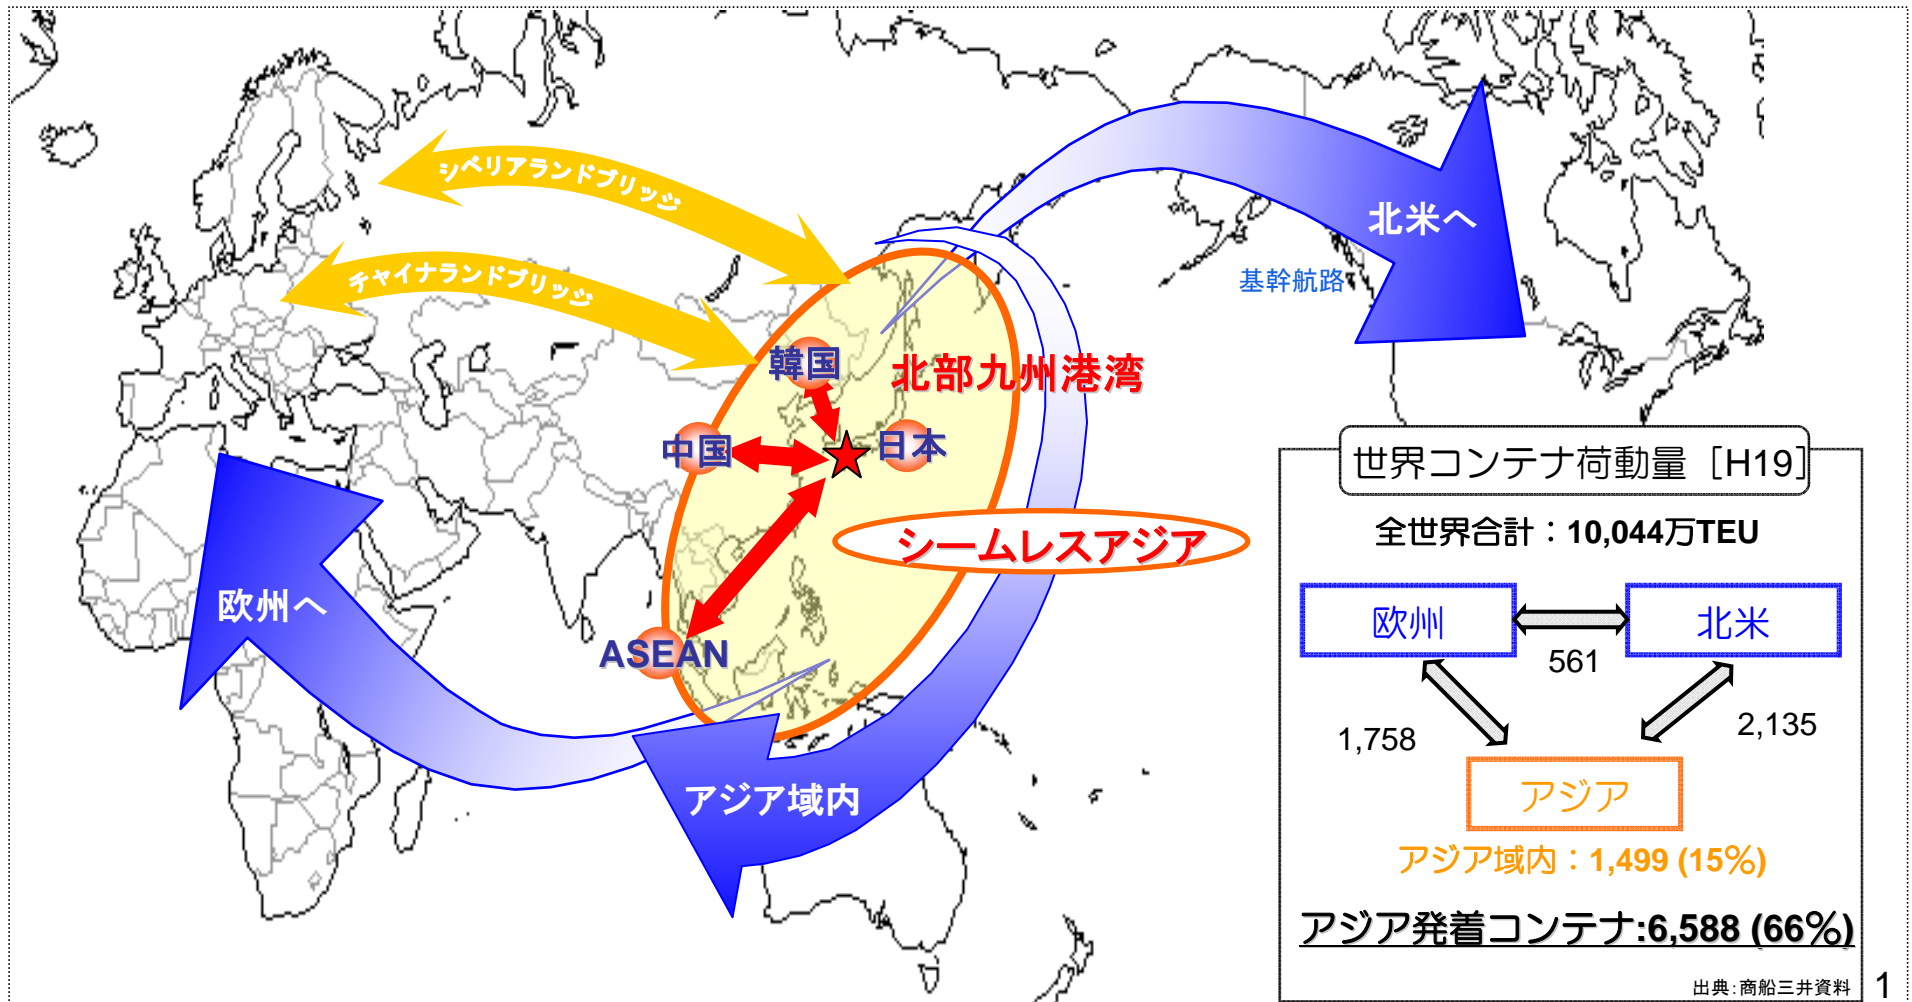 シベリアランドブリッジ
チャイナランドブリッジ
北米へ
基幹航路
韓国
北部九州港湾
中国
日本
シームレスアジア
欧州へ
ASEAN
アジア域内
世界コンテナ荷動量［H19］
全世界合計：10,044万TEU
欧州
北米
561
1,758
2,135
アジア
アジア域内：1,499 (15%)
アジア発着コンテナ:6,588 (66%)
出典：商船三井資料
1